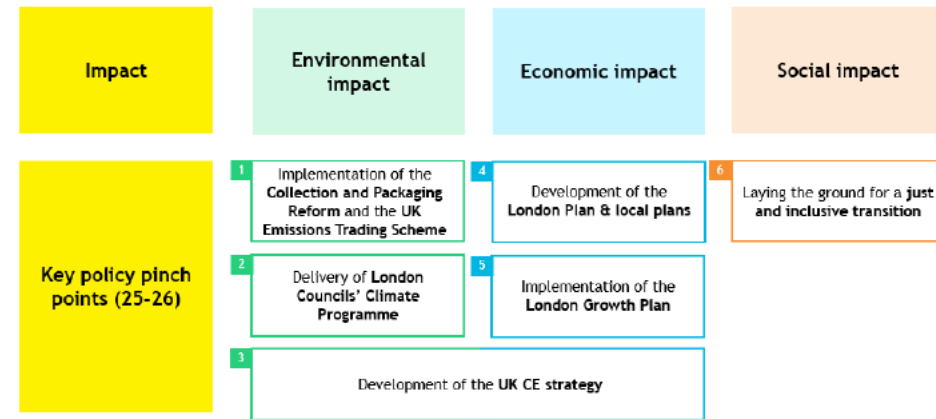 Impact
Environmental
impact
Economic impact
Social impact
Key policy pinch
points (25-26)
1
Implementation of the
Collection and Packaging
Reform and the UK
Emissions Trading Scheme
4
Development of the
London Plan & local plans
6
Laying the ground for a just
and inclusive transition
2
Delivery of London
Councils' Climate
Programme
5
Implementation of the
London Growth Plan
3
Development of the UK CE strategy